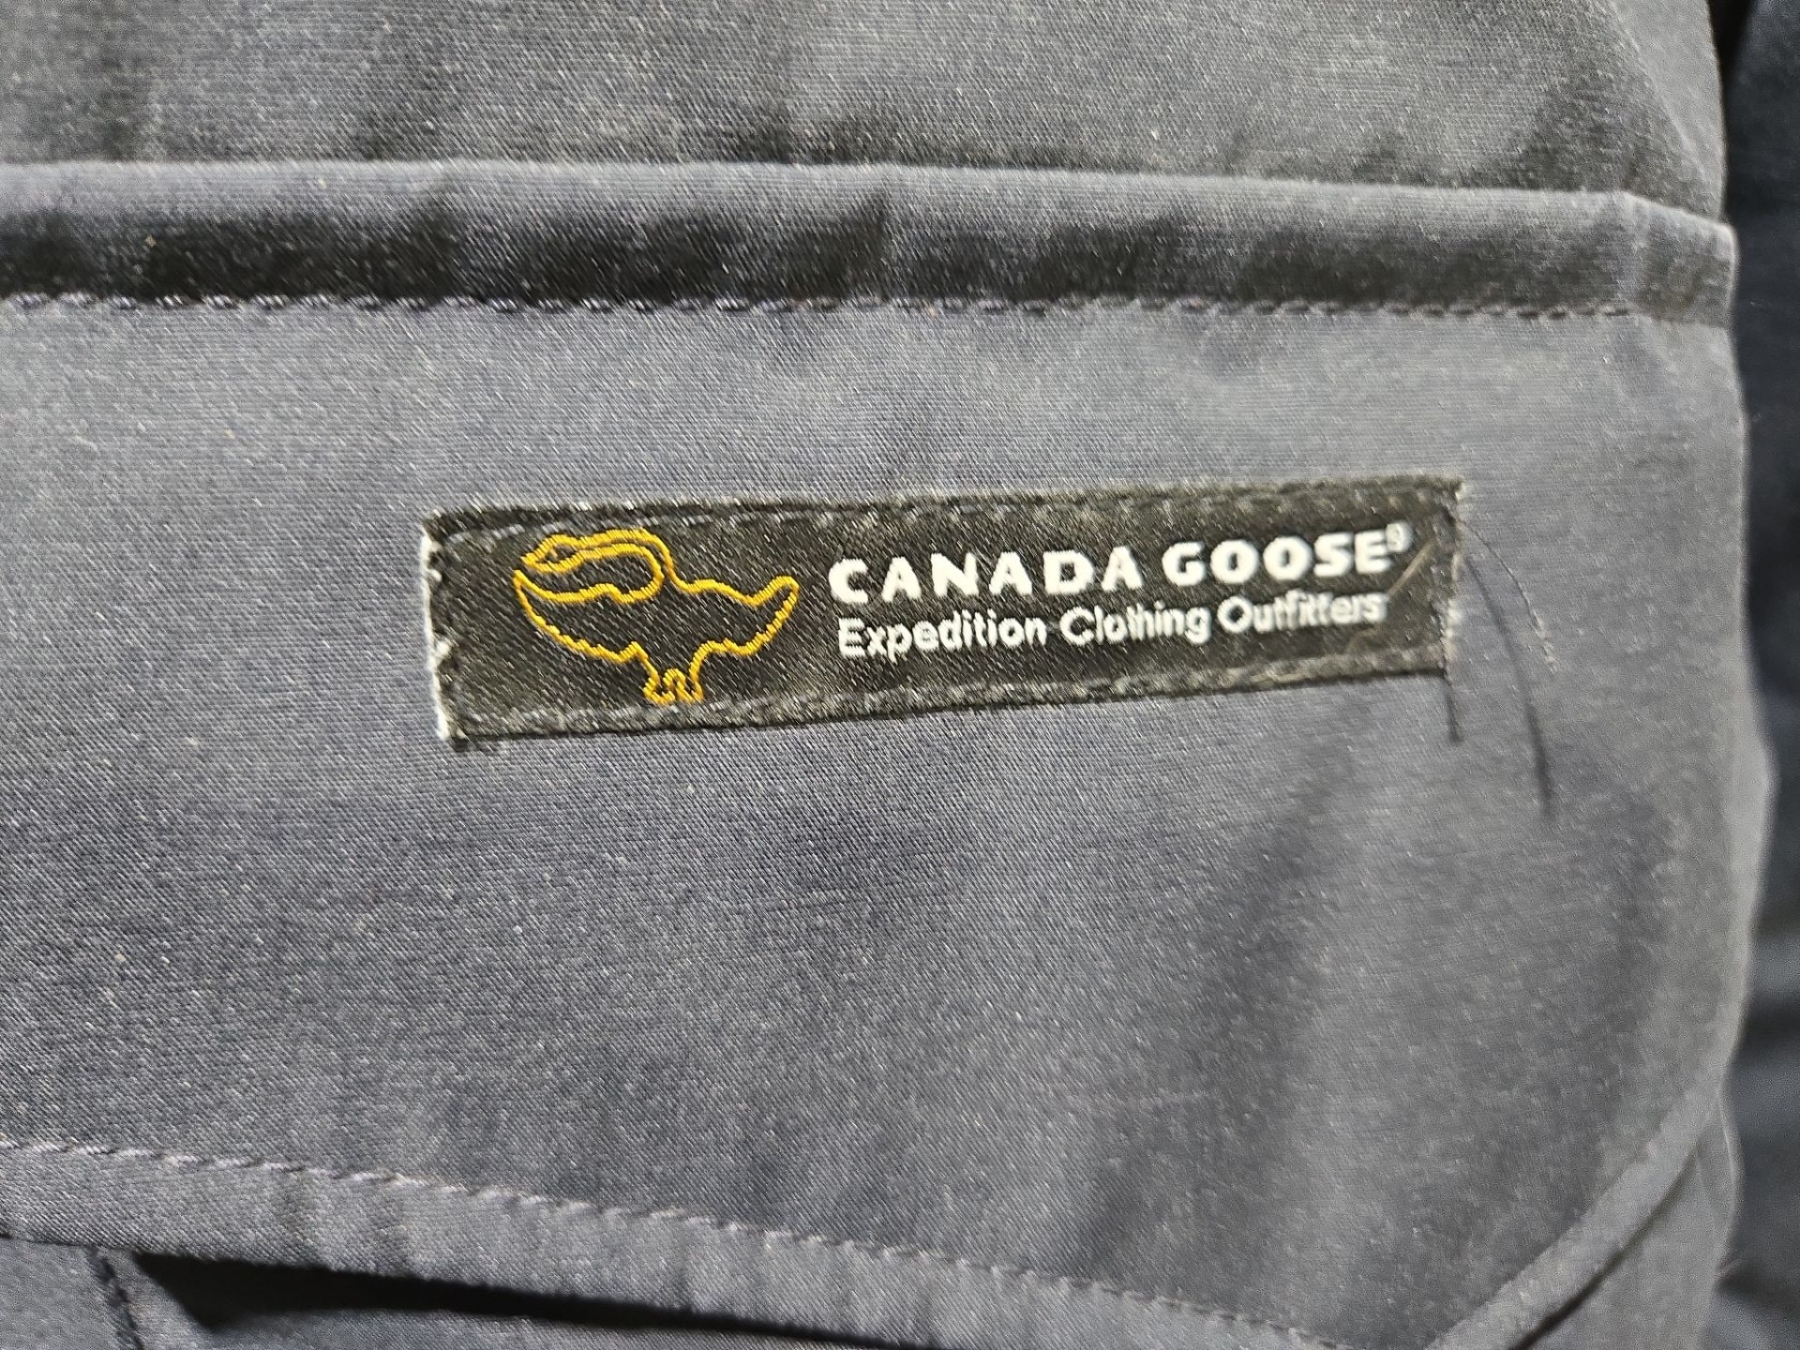 CANADA GOOSE®
Expedition Clothing Outfitters